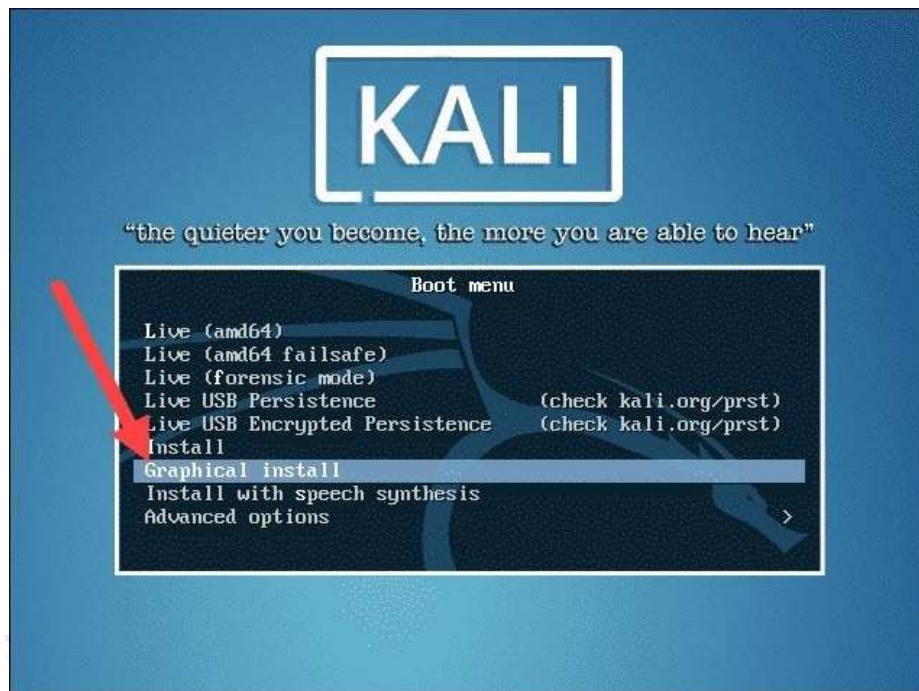 KALI
“the quieter you become, the more you are able to hear”
Boot menu
Live (amd64)
Live (amd64 failsafe)
Live (forensic mode)
Live USB Persistence (check kali.org/prst)
Live USB Encrypted Persistence (check kali.org/prst)
Install
Graphical install
Install with speech synthesis
Advanced options >